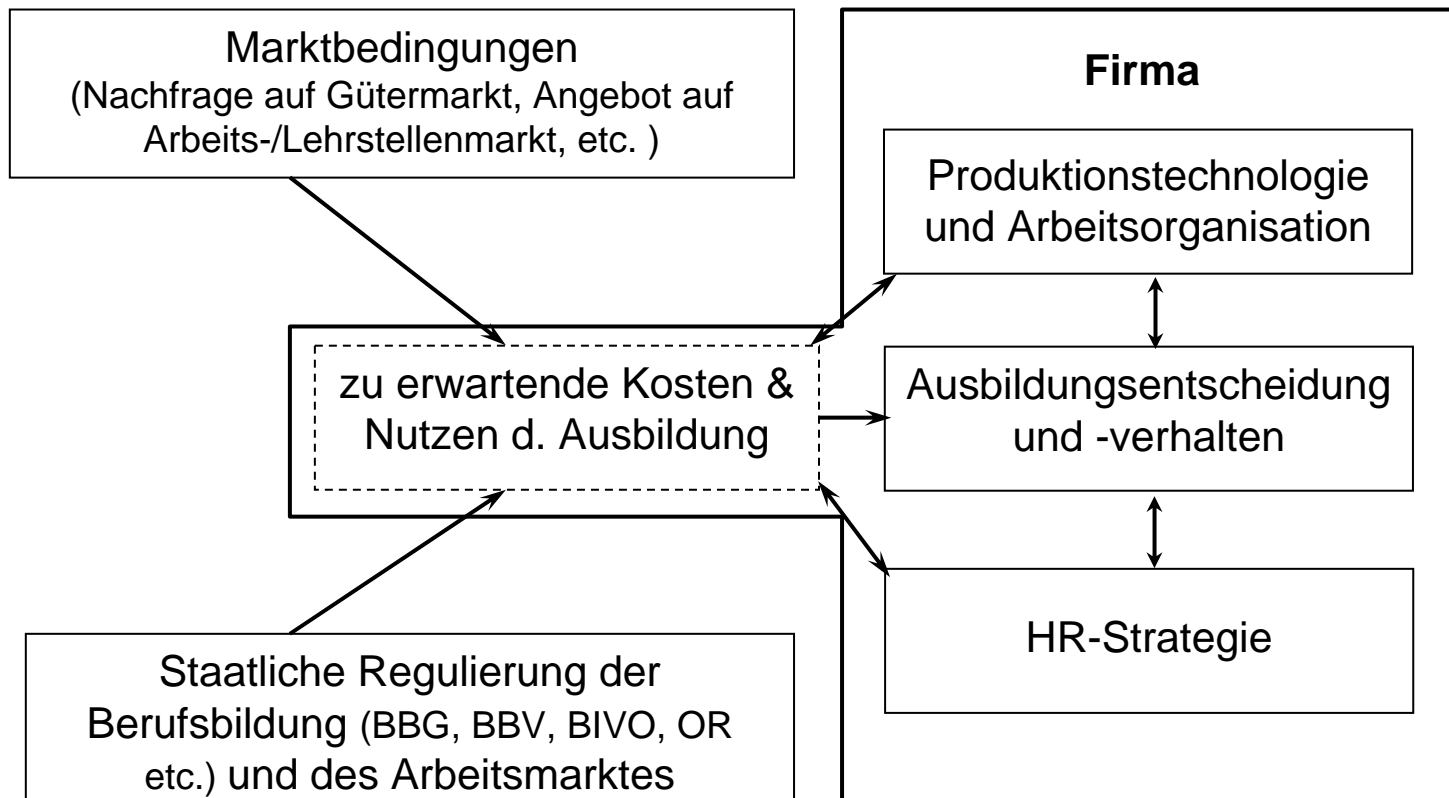 Marktbedingungen
(Nachfrage auf Gütermarkt, Angebot auf
Arbeits-/Lehrstellenmarkt, etc. )
Firma
Produktionstechnologie
und Arbeitsorganisation
zu erwartende Kosten &
Nutzen d. Ausbildung
Ausbildungsentscheidung
und -verhalten
HR-Strategie
Staatliche Regulierung der
Berufsbildung (BBG, BBV, BIVO, OR
etc.) und des Arbeitsmarktes